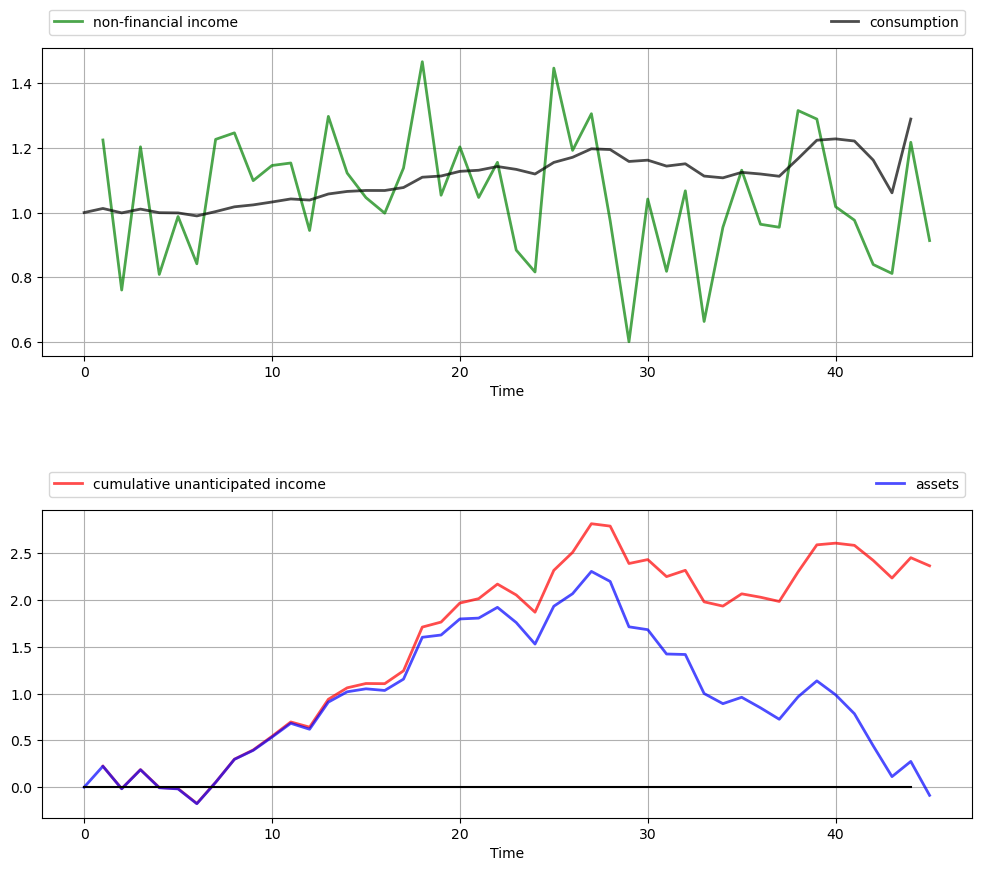 non-financial income consumption
1.4
1.2
1.0
0.8
0.6
0 10 20 30 40
Time
cumulative unanticipated income assets
2.5
2.0
1.5
1.0
0.5
0.0
0 10 20 30 40
Time